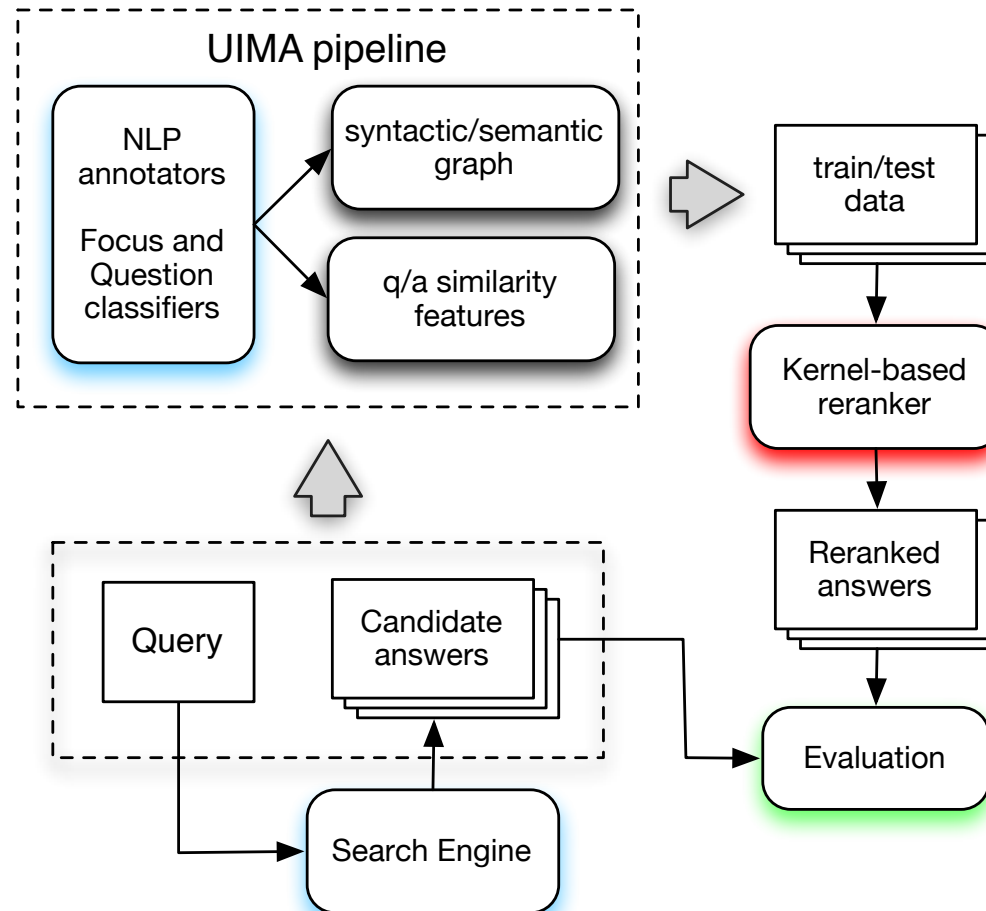 UIMA pipeline
NLP
annotators
Focus and
Question
classifiers
syntactic/semantic
graph
q/a similarity
features
train/test
data
Kernel-based
reranker
Reranked
answers
Evaluation
Query
Candidate
answers
Search Engine